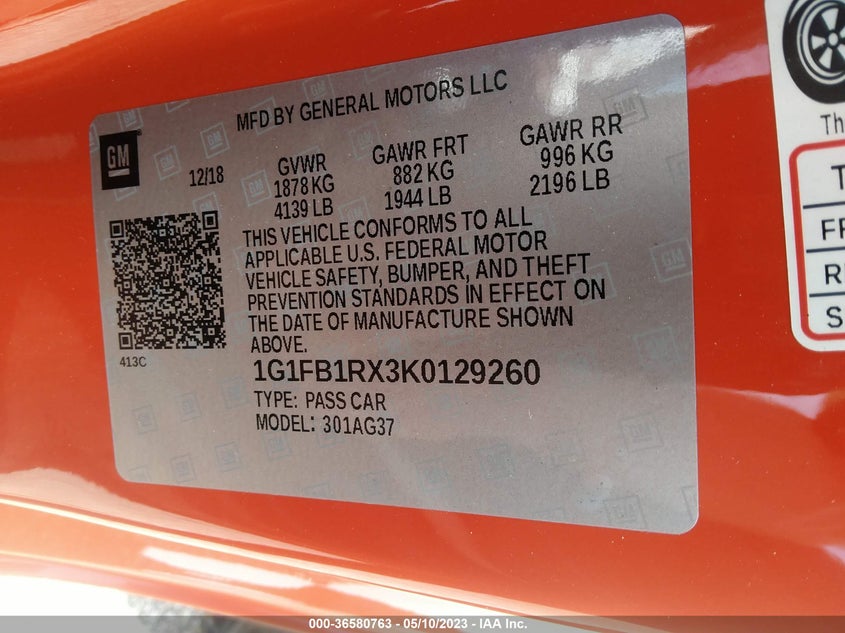 MFD BY GENERAL MOTORS LLC
GM
12/18
GVWR
1878 KG
4139 LB
GAWR FRT
882 KG
1944 LB
GAWR RR
996 KG
2196 LB
THIS VEHICLE CONFORMS TO ALL
APPLICABLE U.S. FEDERAL MOTOR
VEHICLE SAFETY, BUMPER, AND THEFT
PREVENTION STANDARDS IN EFFECT ON
THE DATE OF MANUFACTURE SHOWN
ABOVE.
413C
1G1FB1RX3K0129260
TYPE: PASS CAR
MODEL: 301AG37
Th
T
FR
R
S
000-36580763 - 05/10/2023 - IAA Inc.